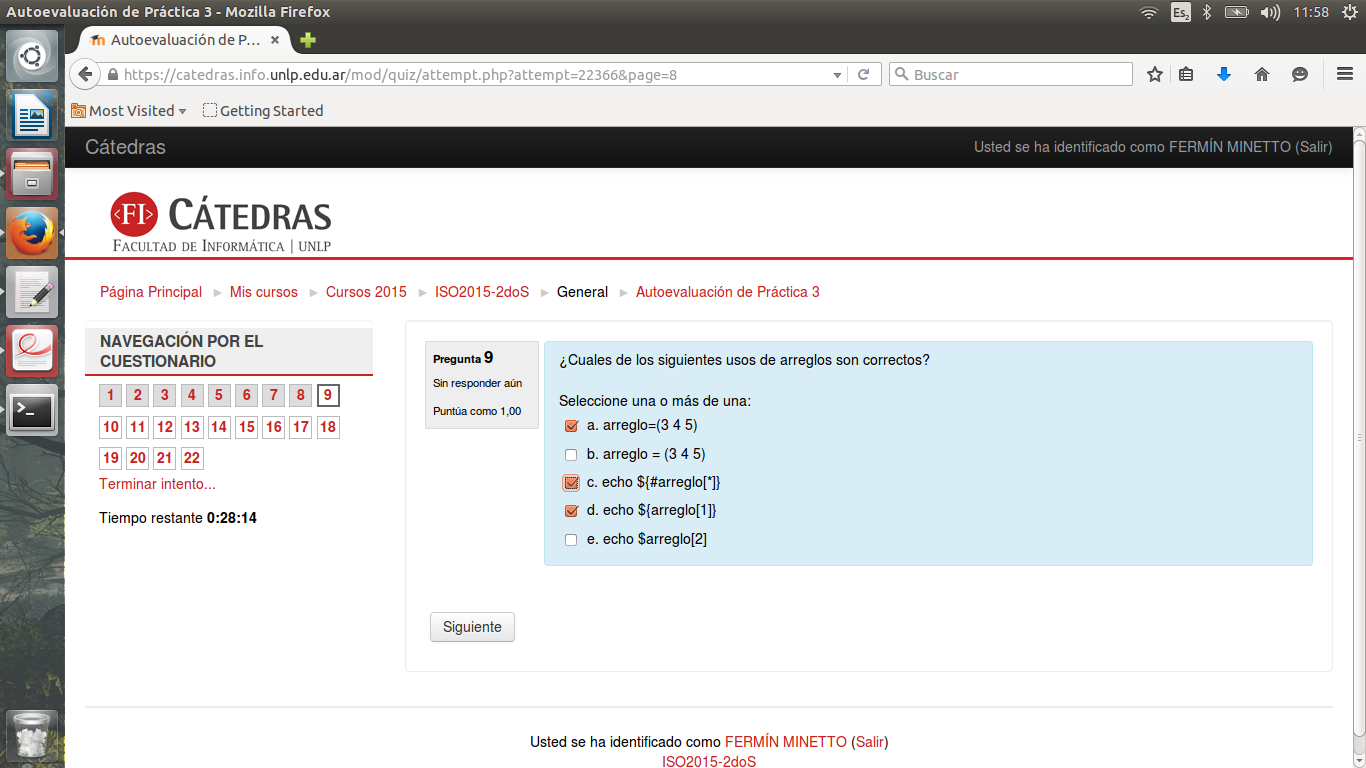 Autoevaluación de Práctica 3 - Mozilla Firefox
Es2
11:58
Autoevaluación de P...
https://catedras.info.unlp.edu.ar/mod/quiz/attempt.php?attempt=22366&page=8
Buscar
Most Visited
Getting Started
Cátedras
Usted se ha identificado como FERMÍN MINETTO (Salir)
<FI> CÁTEDRAS
FACULTAD DE INFORMÁTICA | UNLP
Página Principal ► Mis cursos ► Cursos 2015 ► ISO2015-2doS ► General ► Autoevaluación de Práctica 3
NAVEGACIÓN POR EL
CUESTIONARIO
1 2 3 4 5 6 7 8 9
10 11 12 13 14 15 16 17 18
19 20 21 22
Terminar intento...
Tiempo restante 0:28:14
Pregunta 9
Sin responder aún
Puntúa como 1,00
¿Cuales de los siguientes usos de arreglos son correctos?
Seleccione una o más de una:
a. arreglo=(3 4 5)
b. arreglo = (3 4 5)
c. echo ${#arreglo[*]}
d. echo ${arreglo[1]}
e. echo $arreglo[2]
Siguiente
Usted se ha identificado como FERMÍN MINETTO (Salir)
ISO2015-2doS